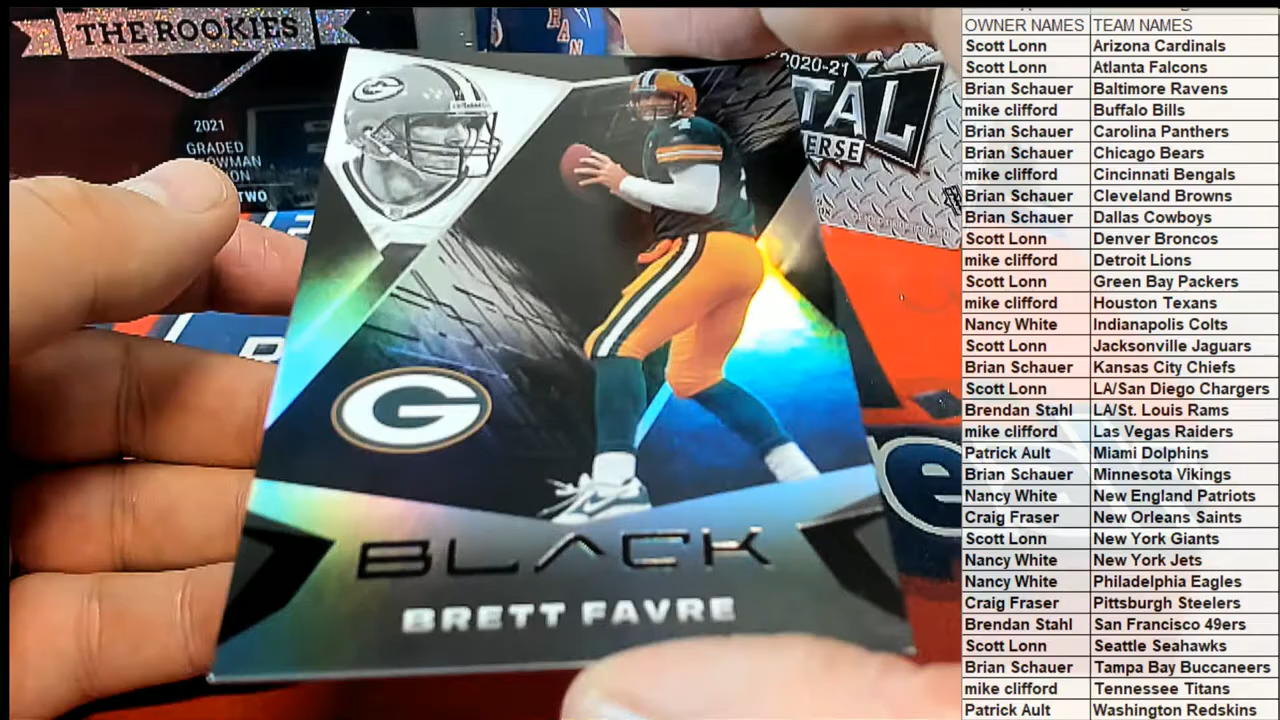 THE ROOKIES
2021
GRADED
TWO
RAN
2020-21
G
4
BLACK
BRETT FAVRE
OWNER NAMES TEAM NAMES
Scott Lonn Arizona Cardinals
Scott Lonn Atlanta Falcons
Brian Schauer Baltimore Ravens
mike clifford Buffalo Bills
Brian Schauer Carolina Panthers
Brian Schauer Chicago Bears
mike clifford Cincinnati Bengals
Brian Schauer Cleveland Browns
Brian Schauer Dallas Cowboys
Scott Lonn Denver Broncos
mike clifford Detroit Lions
Scott Lonn Green Bay Packers
mike clifford Houston Texans
Nancy White Indianapolis Colts
Scott Lonn Jacksonville Jaguars
Brian Schauer Kansas City Chiefs
Scott Lonn LA/San Diego Chargers
Brendan Stahl LA/St. Louis Rams
mike clifford Las Vegas Raiders
Patrick Ault Miami Dolphins
Brian Schauer Minnesota Vikings
Nancy White New England Patriots
Craig Fraser New Orleans Saints
Scott Lonn New York Giants
Nancy White New York Jets
Nancy White Philadelphia Eagles
Craig Fraser Pittsburgh Steelers
Brendan Stahl San Francisco 49ers
Scott Lonn Seattle Seahawks
Brian Schauer Tampa Bay Buccaneers
mike clifford Tennessee Titans
Patrick Ault Washington Redskins